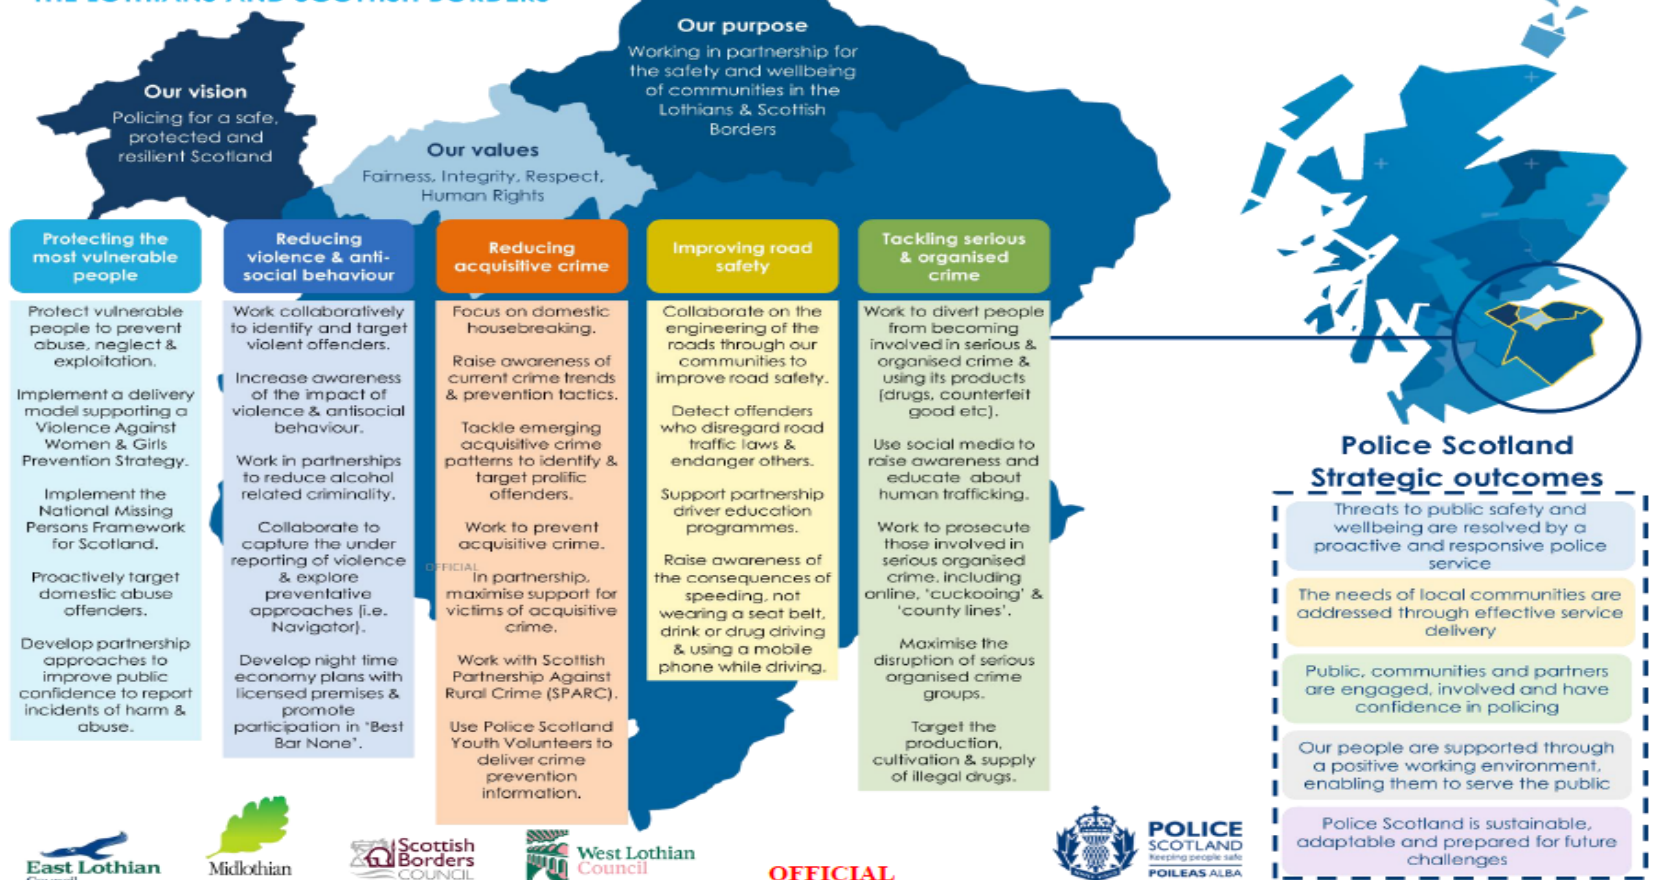 THE LOTHIANS AND SCOTTISH BORDERS
Our vision
Policing for a safe,
protected and
resilient Scotland
Our values
Fairness, Integrity, Respect,
Human Rights
Our purpose
Working in partnership for
the safety and wellbeing
of communities in the
Lothians & Scottish
Borders
Protecting the
most vulnerable
people
Protect vulnerable
people to prevent
abuse, neglect &
exploitation.
Implement a delivery
model supporting a
Violence Against
Women & Girls
Prevention Strategy.
Implement the
National Missing
Persons Framework
for Scotland.
Proactively target
domestic abuse
offenders.
Develop partnership
approaches to
improve public
confidence to report
incidents of harm &
abuse.
Reducing
violence & anti-
social behaviour
Work collaboratively
to identify and target
violent offenders.
Increase awareness
of the impact of
violence & antisocial
behaviour.
Work in partnerships
to reduce alcohol
related criminality.
Collaborate to
capture the under
reporting of violence
& explore
preventative
approaches (i.e.
Navigator).
Develop night time
economy plans with
licensed premises &
promote
participation in 'Best
Bar None'.
Reducing
acquisitive crime
Focus on domestic
housebreaking.
Raise awareness of
current crime trends
& prevention tactics.
Tackle emerging
acquisitive crime
patterns to identify &
target prolific
offenders.
Work to prevent
acquisitive crime.
OFFICIAL
In partnership,
maximise support for
victims of acquisitive
crime.
Work with Scottish
Partnership Against
Rural Crime (SPARC).
Use Police Scotland
Youth Volunteers to
deliver crime
prevention
information.
Improving road
safety
Collaborate on the
engineering of the
roads through our
communities to
improve road safety.
Detect offenders
who disregard road
traffic laws &
endanger others.
Support partnership
driver education
programmes.
Raise awareness of
the consequences of
speeding, not
wearing a seat belt,
drink or drug driving
& using a mobile
phone while driving.
Tackling serious
& organised
crime
Work to divert people
from becoming
involved in serious &
organised crime &
using its products
(drugs, counterfeit
good etc).
Use social media to
raise awareness and
educate about
human trafficking.
Work to prosecute
those involved in
serious organised
crime, including
online, 'cuckooing' &
'county lines'.
Maximise the
disruption of serious
organised crime
groups.
Target the
production,
cultivation & supply
of illegal drugs.
Police Scotland
Strategic outcomes
Threats to public safety and
wellbeing are resolved by a
proactive and responsive police
service
The needs of local communities are
addressed through effective service
delivery
Public, communities and partners
are engaged, involved and have
confidence in policing
Our people are supported through
a positive working environment,
enabling them to serve the public
Police Scotland is sustainable,
adaptable and prepared for future
challenges
East Lothian
Council
Midlothian
Scottish
Borders
COUNCIL
West Lothian
Council
OFFICIAL
POLICE
SCOTLAND
Keeping people safe
POILEAS ALBA